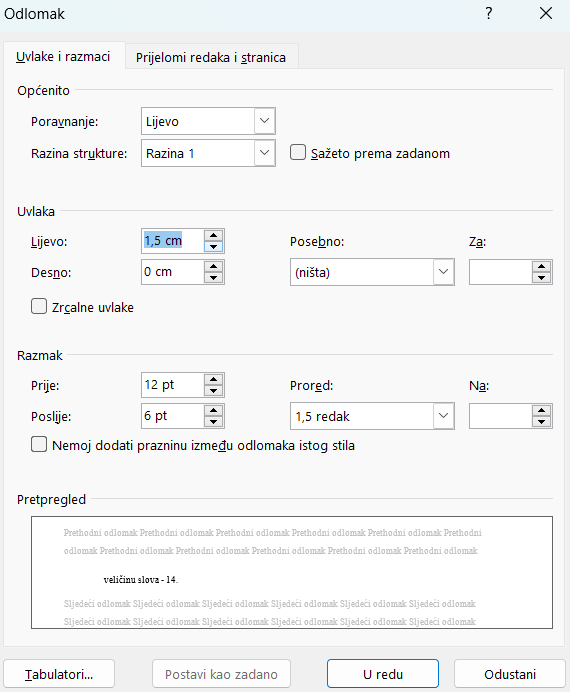 Odlomak ?
Uvlake i razmaci Prijelomi redaka i stranica
Općenito
Poravnanje: Lijevo
Razina strukture: Razina 1 Sažeto prema zadanom
Uvlaka
Lijevo: 1,5 cm Posebno: Za:
Desno: 0 cm (ništa)
Zrcalne uvlake
Razmak
Prije: 12 pt Prored: Na:
Poslije: 6 pt 1,5 redak
Nemoj dodati prazninu između odlomaka istog stila
Pretpregled
Prethodni odlomak Prethodni odlomak Prethodni odlomak Prethodni odlomak Prethodni odlomak Prethodni
odlomak Prethodni odlomak Prethodni odlomak Prethodni odlomak Prethodni odlomak Prethodni odlomak
veličinu slova - 14.
Sljedeći odlomak Sljedeći odlomak Sljedeći odlomak Sljedeći odlomak Sljedeći odlomak Sljedeći odlomak
Sljedeći odlomak Sljedeći odlomak Sljedeći odlomak Sljedeći odlomak Sljedeći odlomak Sljedeći odlomak
Tabulatori... Postavi kao zadano U redu Odustani